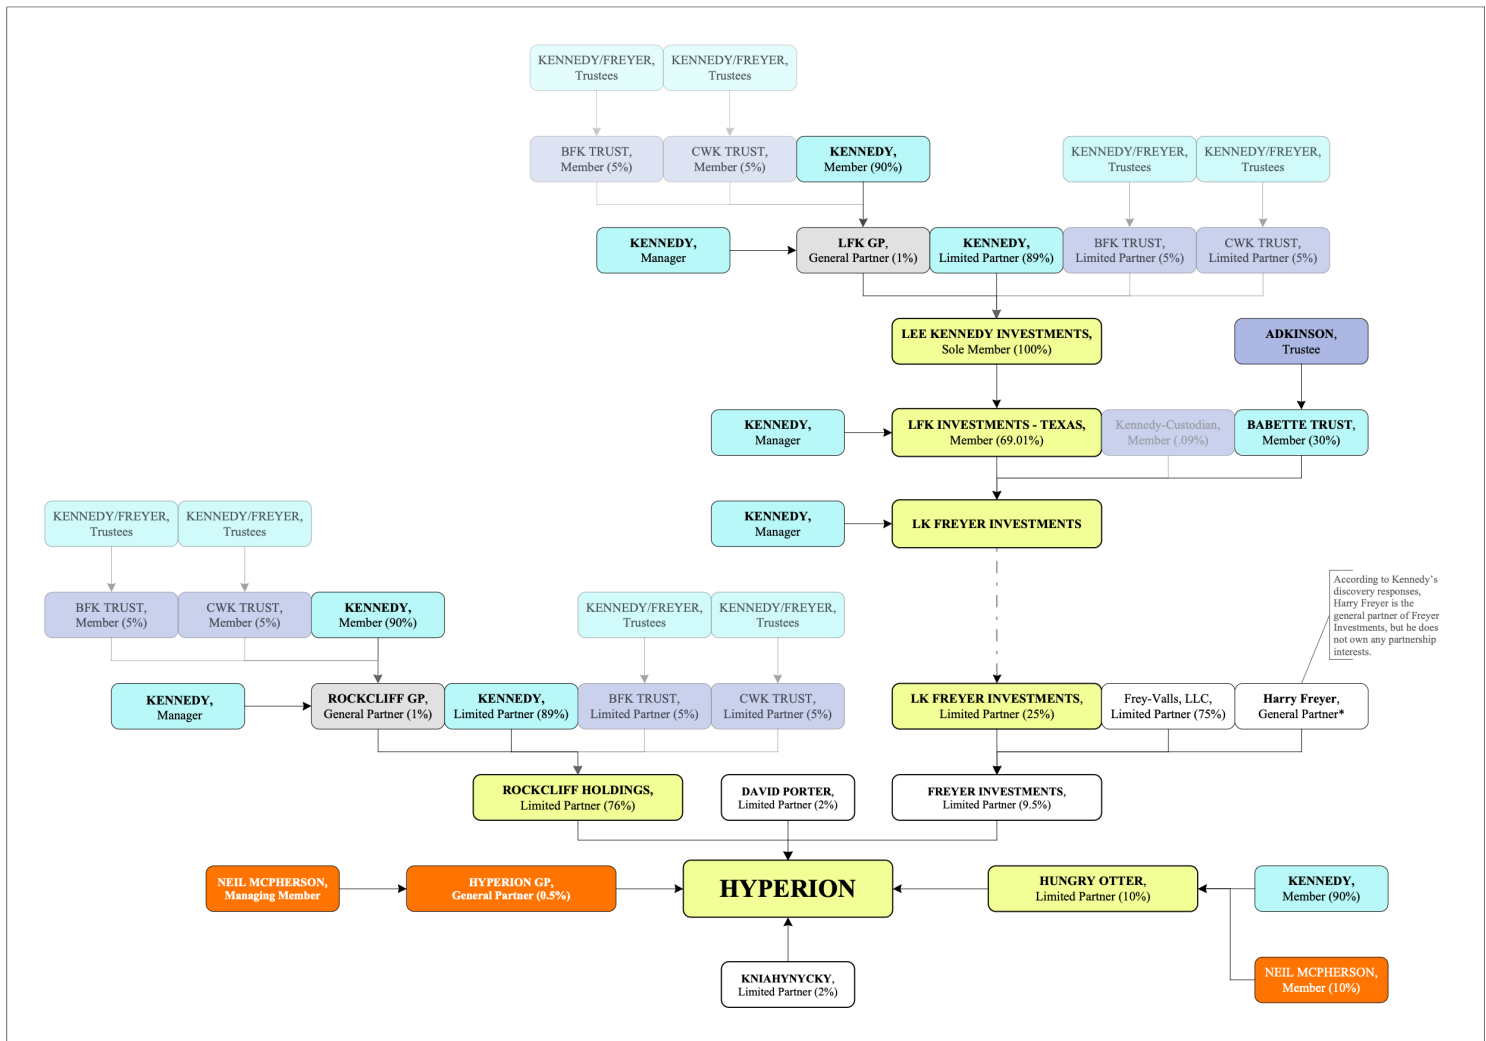 KENNEDY/FREYER,
Trustees
KENNEDY/FREYER,
Trustees
BFK TRUST,
Member (5%)
CWK TRUST,
Member (5%)
KENNEDY,
Member (90%)
KENNEDY/FREYER,
Trustees
KENNEDY/FREYER,
Trustees
KENNEDY,
Manager
LFK GP,
General Partner (1%)
KENNEDY,
Limited Partner (89%)
BFK TRUST,
Limited Partner (5%)
CWK TRUST,
Limited Partner (5%)
LEE KENNEDY INVESTMENTS,
Sole Member (100%)
ADKINSON,
Trustee
KENNEDY,
Manager
LFK INVESTMENTS - TEXAS,
Member (69.01%)
Kennedy-Custodian,
Member (.09%)
BABETTE TRUST,
Member (30%)
KENNEDY,
Manager
LK FREYER INVESTMENTS
KENNEDY/FREYER,
Trustees
KENNEDY/FREYER,
Trustees
According to Kennedy's
discovery responses,
Harry Freyer is the
general partner of Freyer
Investments, but he does
not own any partnership
interests.
BFK TRUST,
Member (5%)
CWK TRUST,
Member (5%)
KENNEDY,
Member (90%)
KENNEDY/FREYER,
Trustees
KENNEDY/FREYER,
Trustees
KENNEDY,
Manager
ROCKCLIFF GP,
General Partner (1%)
KENNEDY,
Limited Partner (89%)
BFK TRUST,
Limited Partner (5%)
CWK TRUST,
Limited Partner (5%)
LK FREYER INVESTMENTS,
Limited Partner (25%)
Frey-Valls, LLC,
Limited Partner (75%)
Harry Freyer,
General Partner*
ROCKCLIFF HOLDINGS,
Limited Partner (76%)
DAVID PORTER,
Limited Partner (2%)
FREYER INVESTMENTS,
Limited Partner (9.5%)
NEIL MCPHERSON,
Managing Member
HYPERION GP,
General Partner (0.5%)
HYPERION
HUNGRY OTTER,
Limited Partner (10%)
KENNEDY,
Member (90%)
KNIAHYNYCKY,
Limited Partner (2%)
NEIL MCPHERSON,
Member (10%)